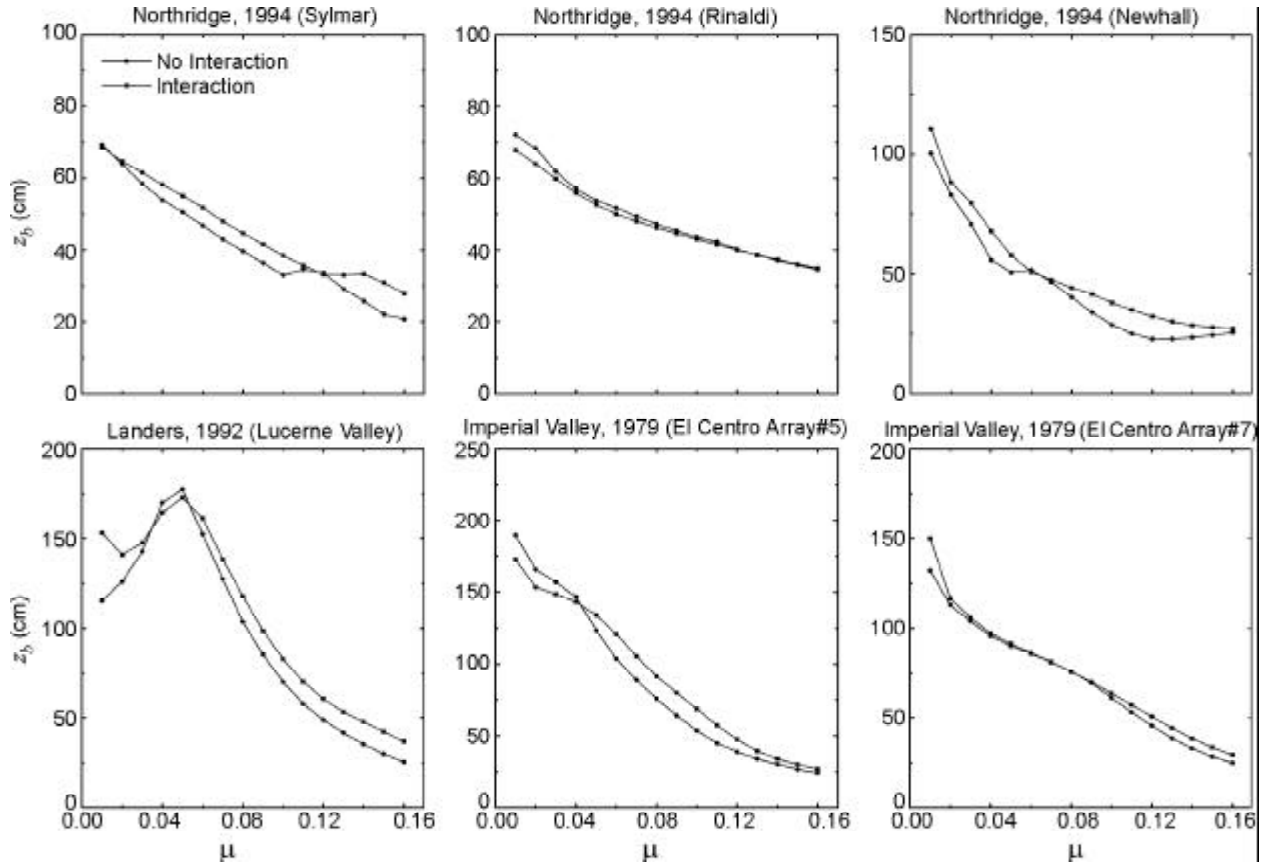 Northridge, 1994 (Sylmar)
100
80
60
40
20
0
z_b (cm)
No Interaction
Interaction
Northridge, 1994 (Rinaldi)
100
80
60
40
20
0
Northridge, 1994 (Newhall)
150
100
50
0
Landers, 1992 (Lucerne Valley)
200
150
100
50
0
z_b (cm)
0.00 0.04 0.08 0.12 0.16
μ
Imperial Valley, 1979 (El Centro Array#5)
250
200
150
100
50
0
0.00 0.04 0.08 0.12 0.16
μ
Imperial Valley, 1979 (El Centro Array#7)
200
150
100
50
0
0.00 0.04 0.08 0.12 0.16
μ